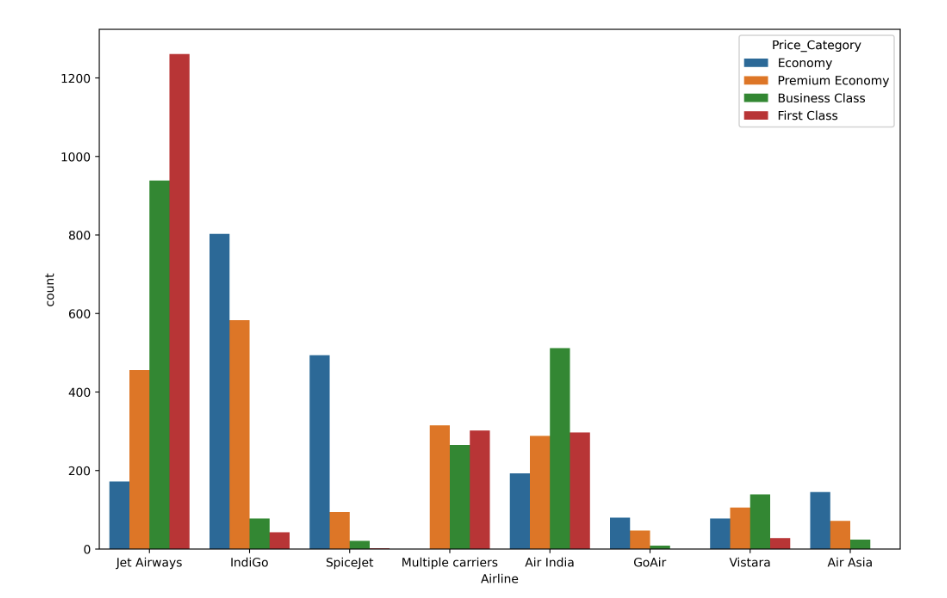 Price_Category
Economy
Premium Economy
Business Class
First Class
1200
1000
800
600
400
200
0
count
Jet Airways IndiGo SpiceJet Multiple carriers Air India GoAir Vistara Air Asia
Airline